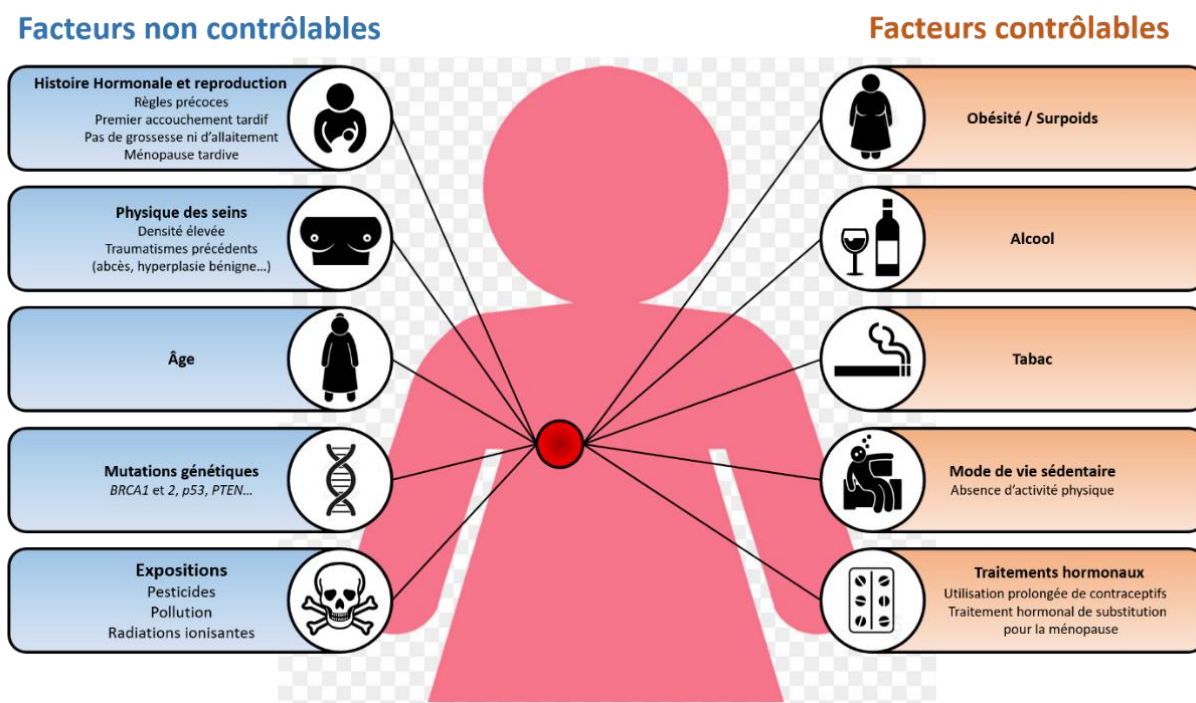 Facteurs non contrôlables
Histoire Hormonale et reproduction
Règles précoces
Premier accouchement tardif
Pas de grossesse ni d'allaitement
Ménopause tardive
Physique des seins
Densité élevée
Traumatismes précédents
(abcès, hyperplasie bénigne…)
Âge
Mutations génétiques
BRCA1 et 2, p53, PTEN…
Expositions
Pesticides
Pollution
Radiations ionisantes
Facteurs contrôlables
Obésité / Surpoids
Alcool
Tabac
Mode de vie sédentaire
Absence d'activité physique
Traitements hormonaux
Utilisation prolongée de contraceptifs
Traitement hormonal de substitution
pour la ménopause